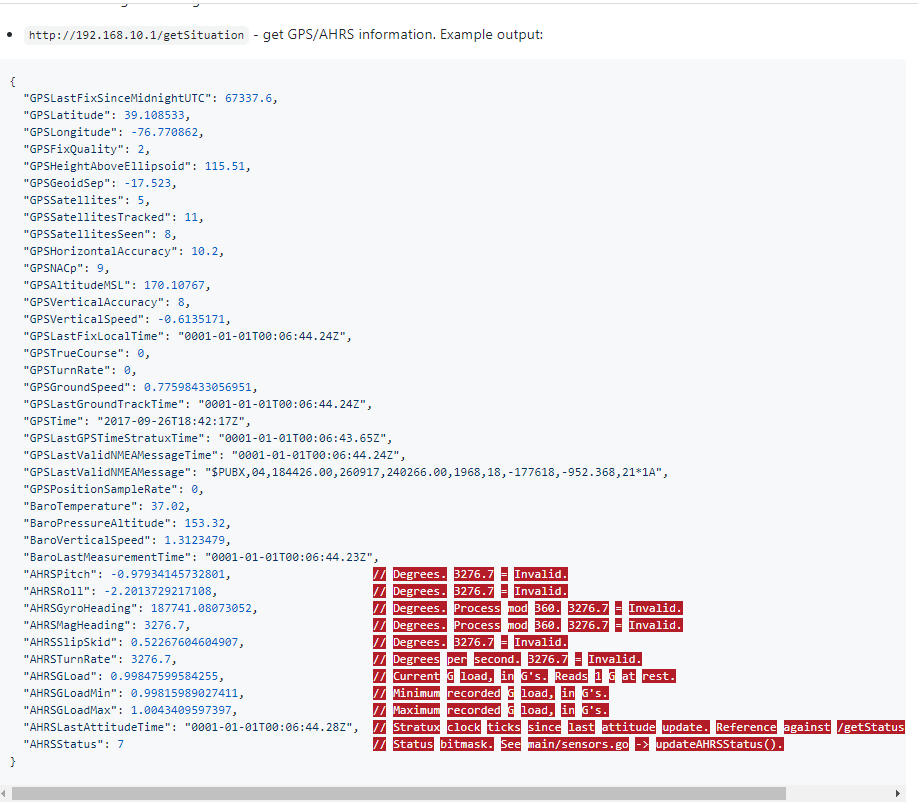 http://192.168.10.1/getSituation - get GPS/AHRS information. Example output:
{
"GPSLastFixSinceMidnightUTC": 67337.6,
"GPSLatitude": 39.108533,
"GPSLongitude": -76.770862,
"GPSFixQuality": 2,
"GPSHeightAboveEllipsoid": 115.51,
"GPSGeoidSep": -17.523,
"GPSSatellites": 5,
"GPSSatellitesTracked": 11,
"GPSSatellitesSeen": 8,
"GPSHorizontalAccuracy": 10.2,
"GPSNACp": 9,
"GPSAltitudeMSL": 170.10767,
"GPSVerticalAccuracy": 8,
"GPSVerticalSpeed": -0.6135171,
"GPSLastFixLocalTime": "0001-01-01T00:06:44.24Z",
"GPSTrueCourse": 0,
"GPSTurnRate": 0,
"GPSGroundSpeed": 0.77598433056951,
"GPSLastGroundTrackTime": "0001-01-01T00:06:44.24Z",
"GPSTime": "2017-09-26T18:42:17Z",
"GPSLastGPSTimeStratuxTime": "0001-01-01T00:06:43.65Z",
"GPSLastValidNMEAMessageTime": "0001-01-01T00:06:44.24Z",
"GPSLastValidNMEAMessage": "$PUBX,04,184426.00,260917,240266.00,1968,18,-177618,-952.368,21*1A",
"GPSPositionSampleRate": 0,
"BaroTemperature": 37.02,
"BaroPressureAltitude": 153.32,
"BaroVerticalSpeed": 1.3123479,
"BaroLastMeasurementTime": "0001-01-01T00:06:44.23Z",
"AHRSPitch": -0.97934145732801, // Degrees. 3276.7 = Invalid.
"AHRSRoll": -2.2013729217108, // Degrees. 3276.7 = Invalid.
"AHRSGyroHeading": 187741.08073052, // Degrees. Process mod 360. 3276.7 = Invalid.
"AHRSMagHeading": 3276.7, // Degrees. Process mod 360. 3276.7 = Invalid.
"AHRSSlipSkid": 0.52267604604907, // Degrees. 3276.7 = Invalid.
"AHRSTurnRate": 3276.7, // Degrees per second. 3276.7 = Invalid.
"AHRSGLoad": 0.99847599584255, // Current G load, in G's. Reads 1 G at rest.
"AHRSGLoadMin": 0.99815989027411, // Minimum recorded G load, in G's.
"AHRSGLoadMax": 1.0043409597397, // Maximum recorded G load, in G's.
"AHRSLastAttitudeTime": "0001-01-01T00:06:44.28Z", // Stratux clock ticks since last attitude update. Reference against /getStatus
"AHRSStatus": 7 // Status bitmask. See main/sensors.go -> updateAHRSStatus().
}